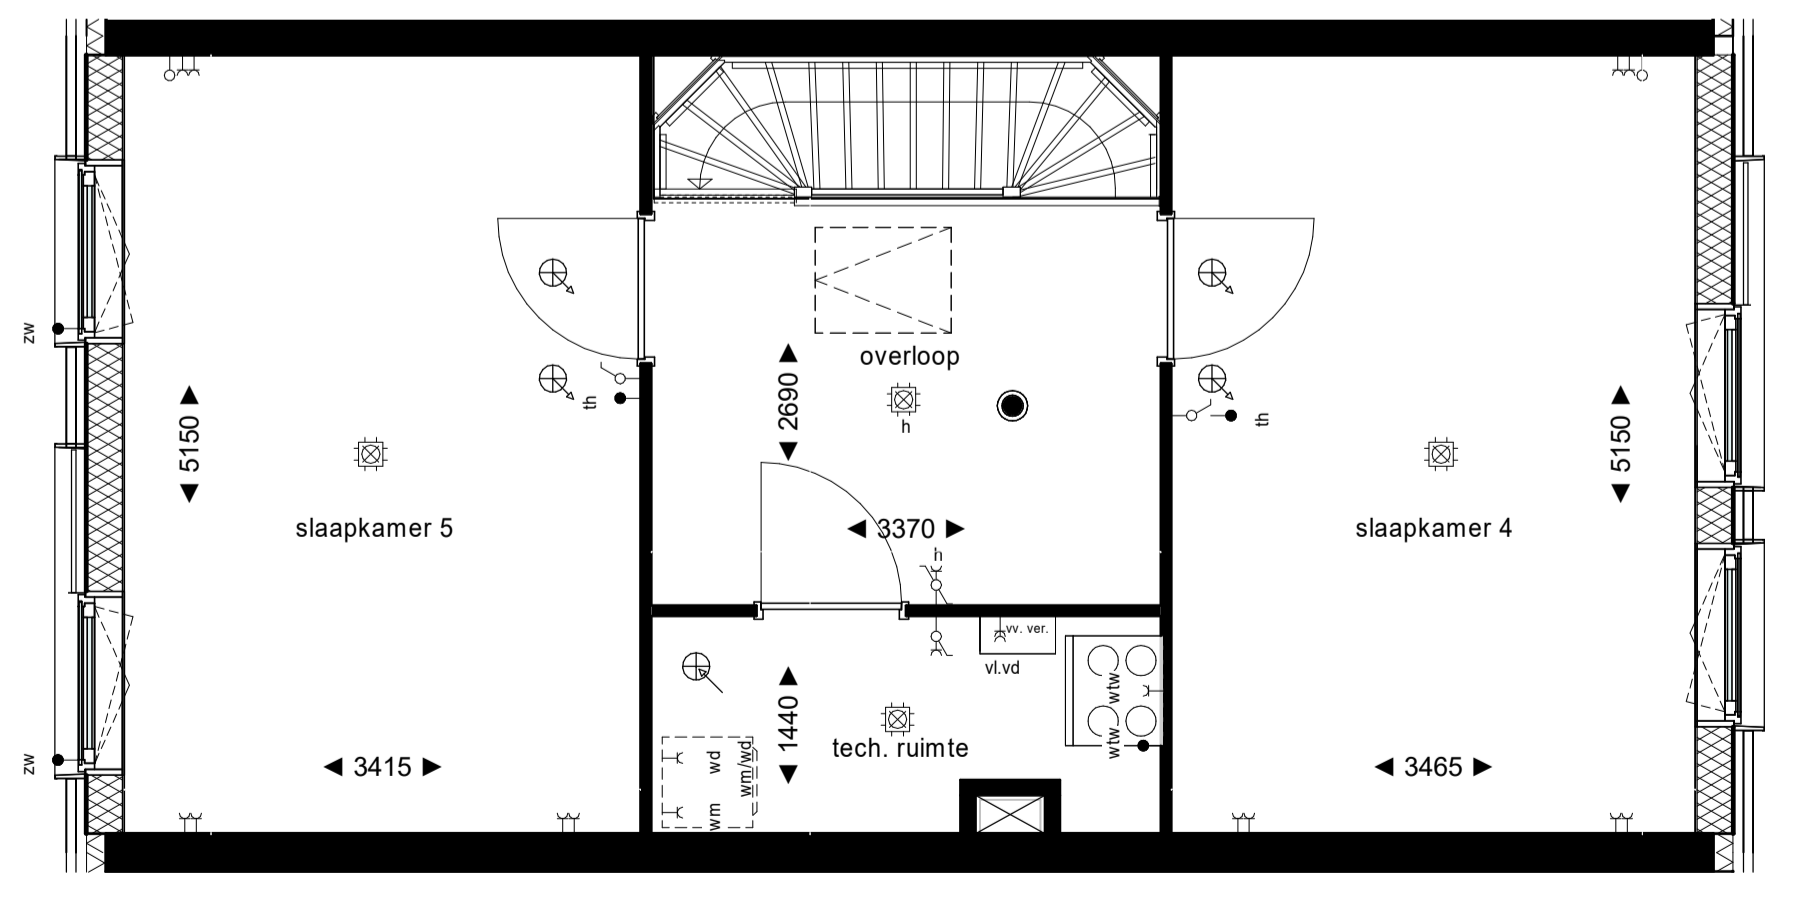 zw
overloop
2690
th
h
th
5150
5150
slaapkamer 5
3370
slaapkamer 4
h
vv. ver.
vl.vd
wtw
1440
wd
wm/wd
tech. ruimte
wtw
zw
3415
3465
wm